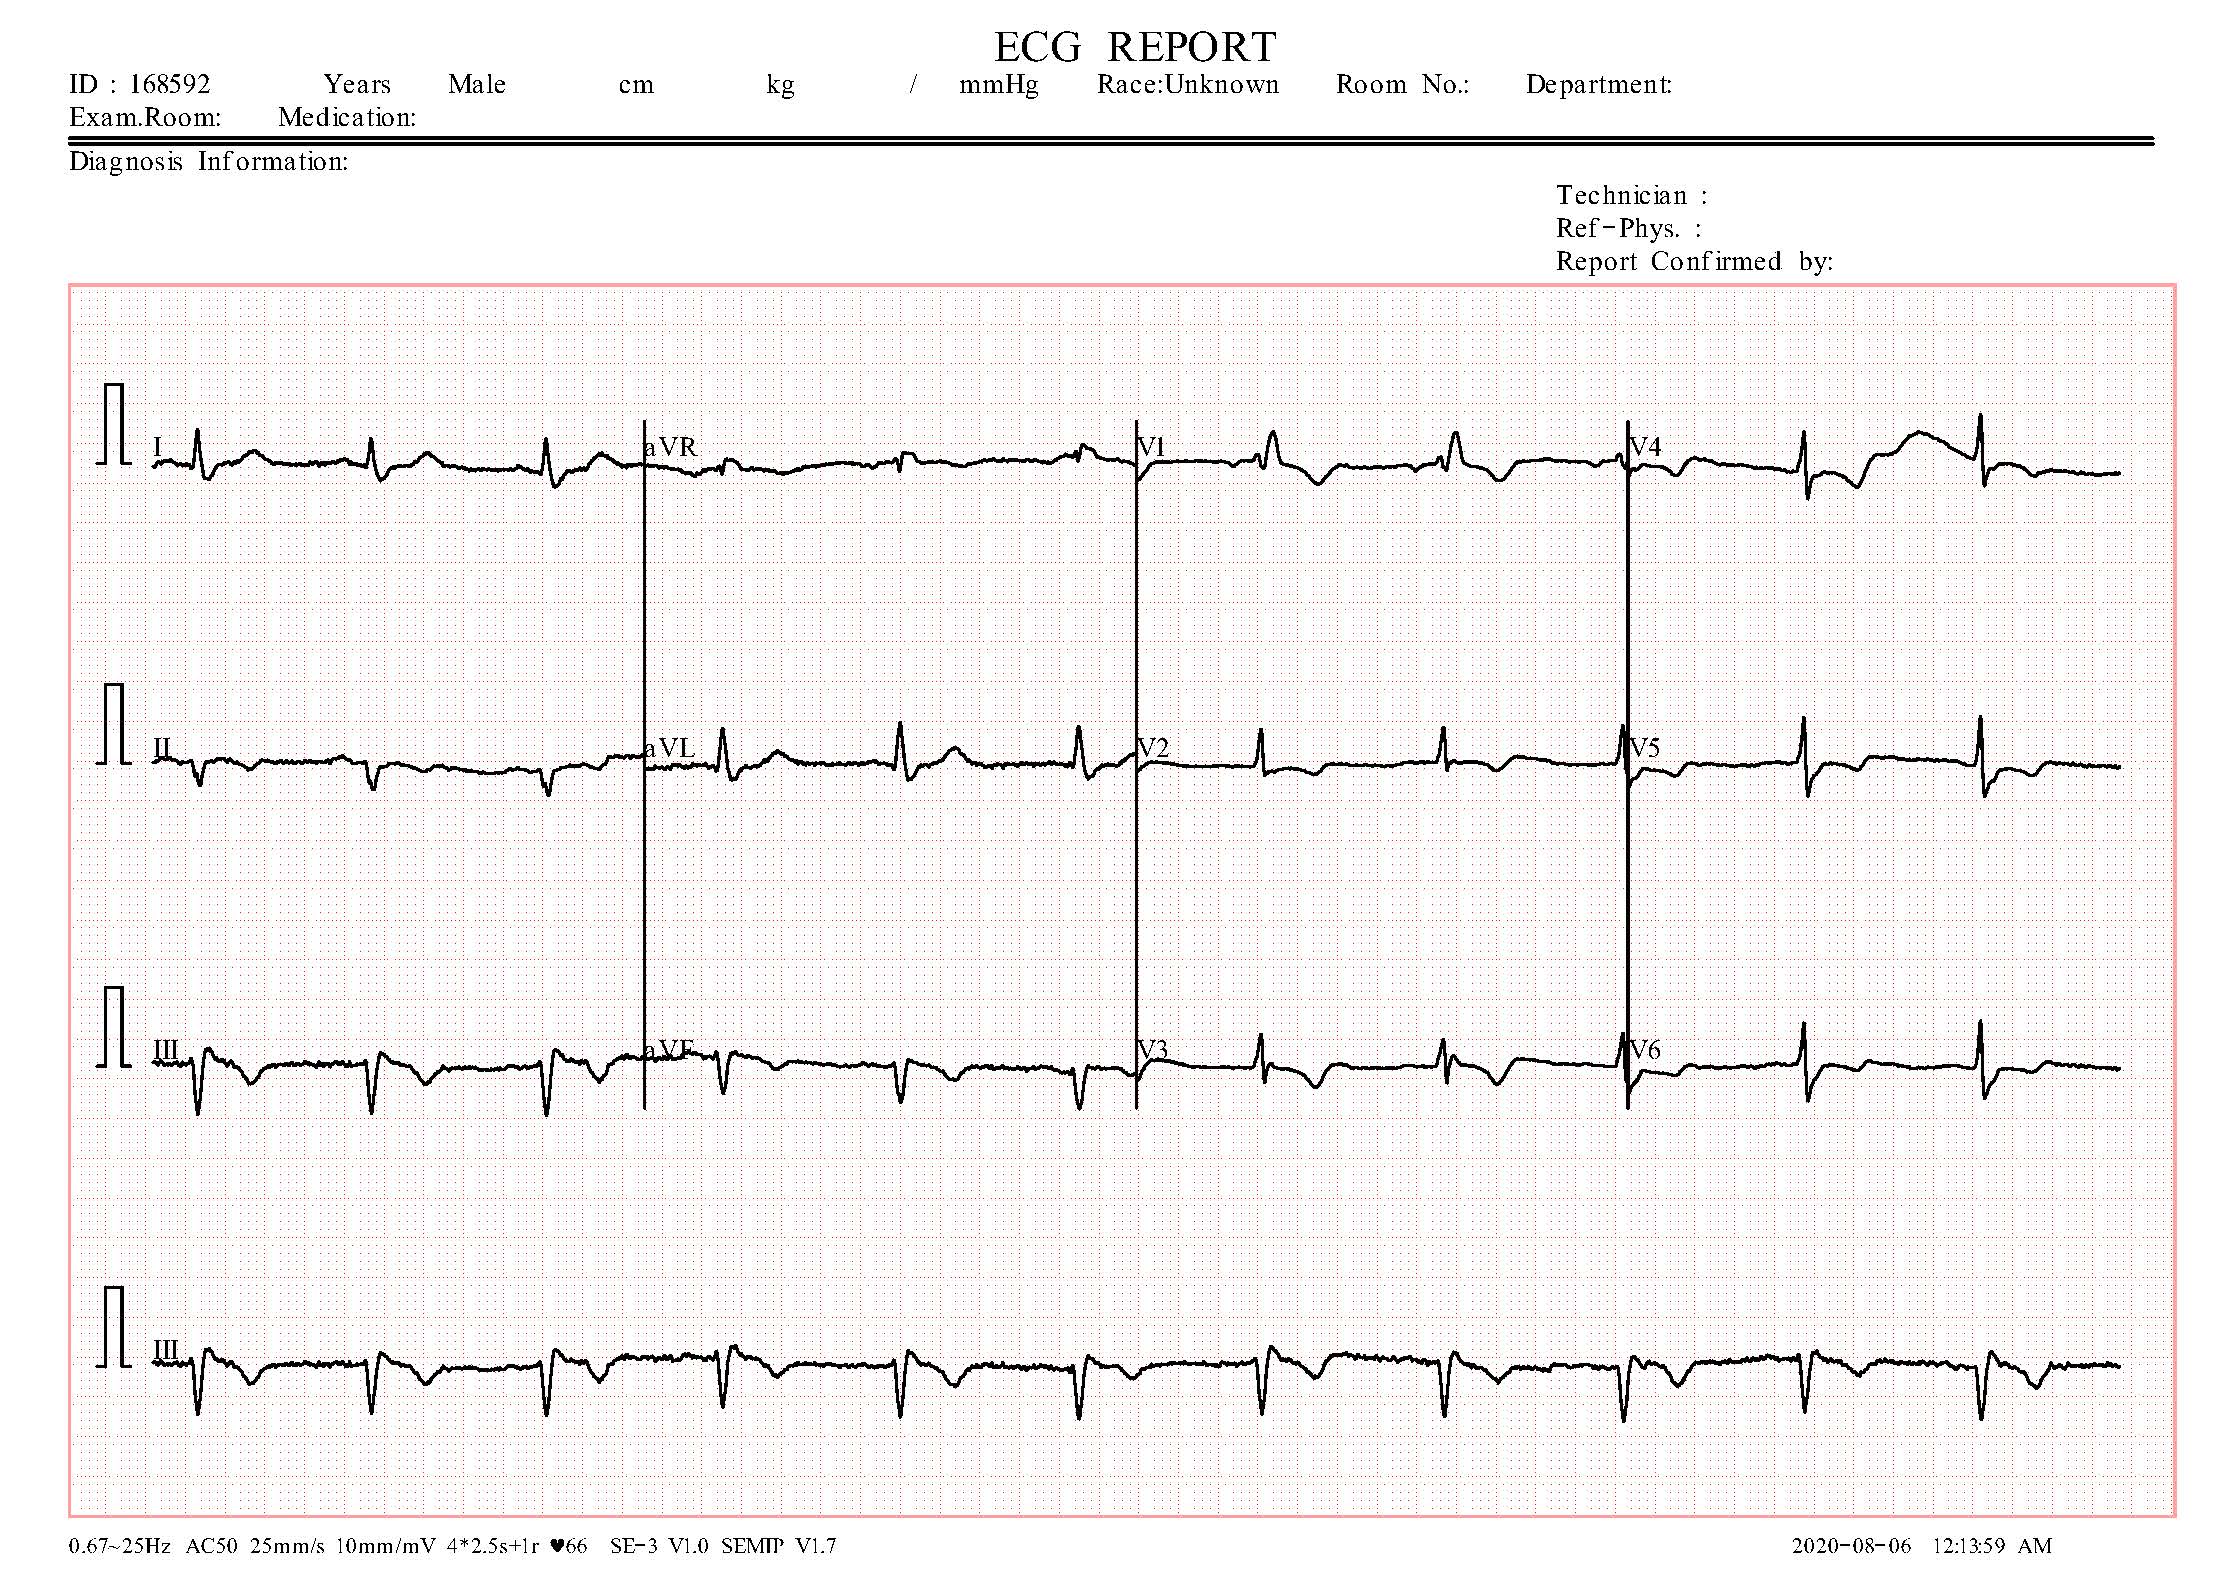 ECG REPORT
ID : 168592 Years Male cm kg / mmHg Race:Unknown Room No.: Department:
Exam.Room: Medication:
Diagnosis Information:
Technician :
Ref-Phys. :
Report Confirmed by:
I aVR V1 V4
II aVL V2 V5
III aVF V3 V6
III
0.67~25Hz AC50 25mm/s 10mm/mV 4*2.5s+1r ♥66 SE-3 V1.0 SEMIP V1.7 2020-08-06 12:13:59 AM